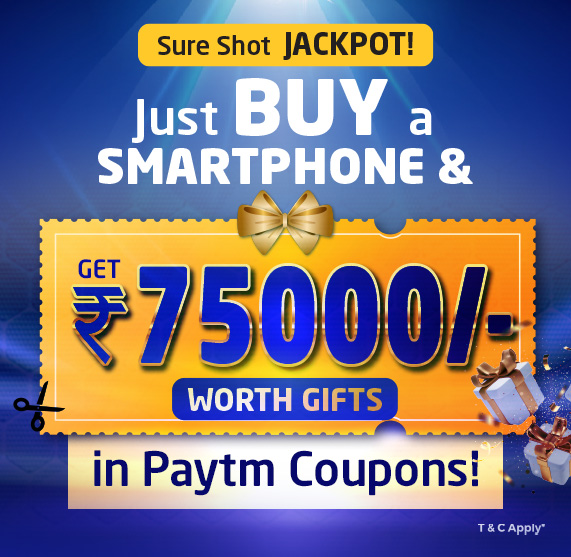 Sure Shot JACKPOT!
Just BUY a
SMARTPHONE &
GET
₹75000/-
WORTH GIFTS
in Paytm Coupons!
T & C Apply*